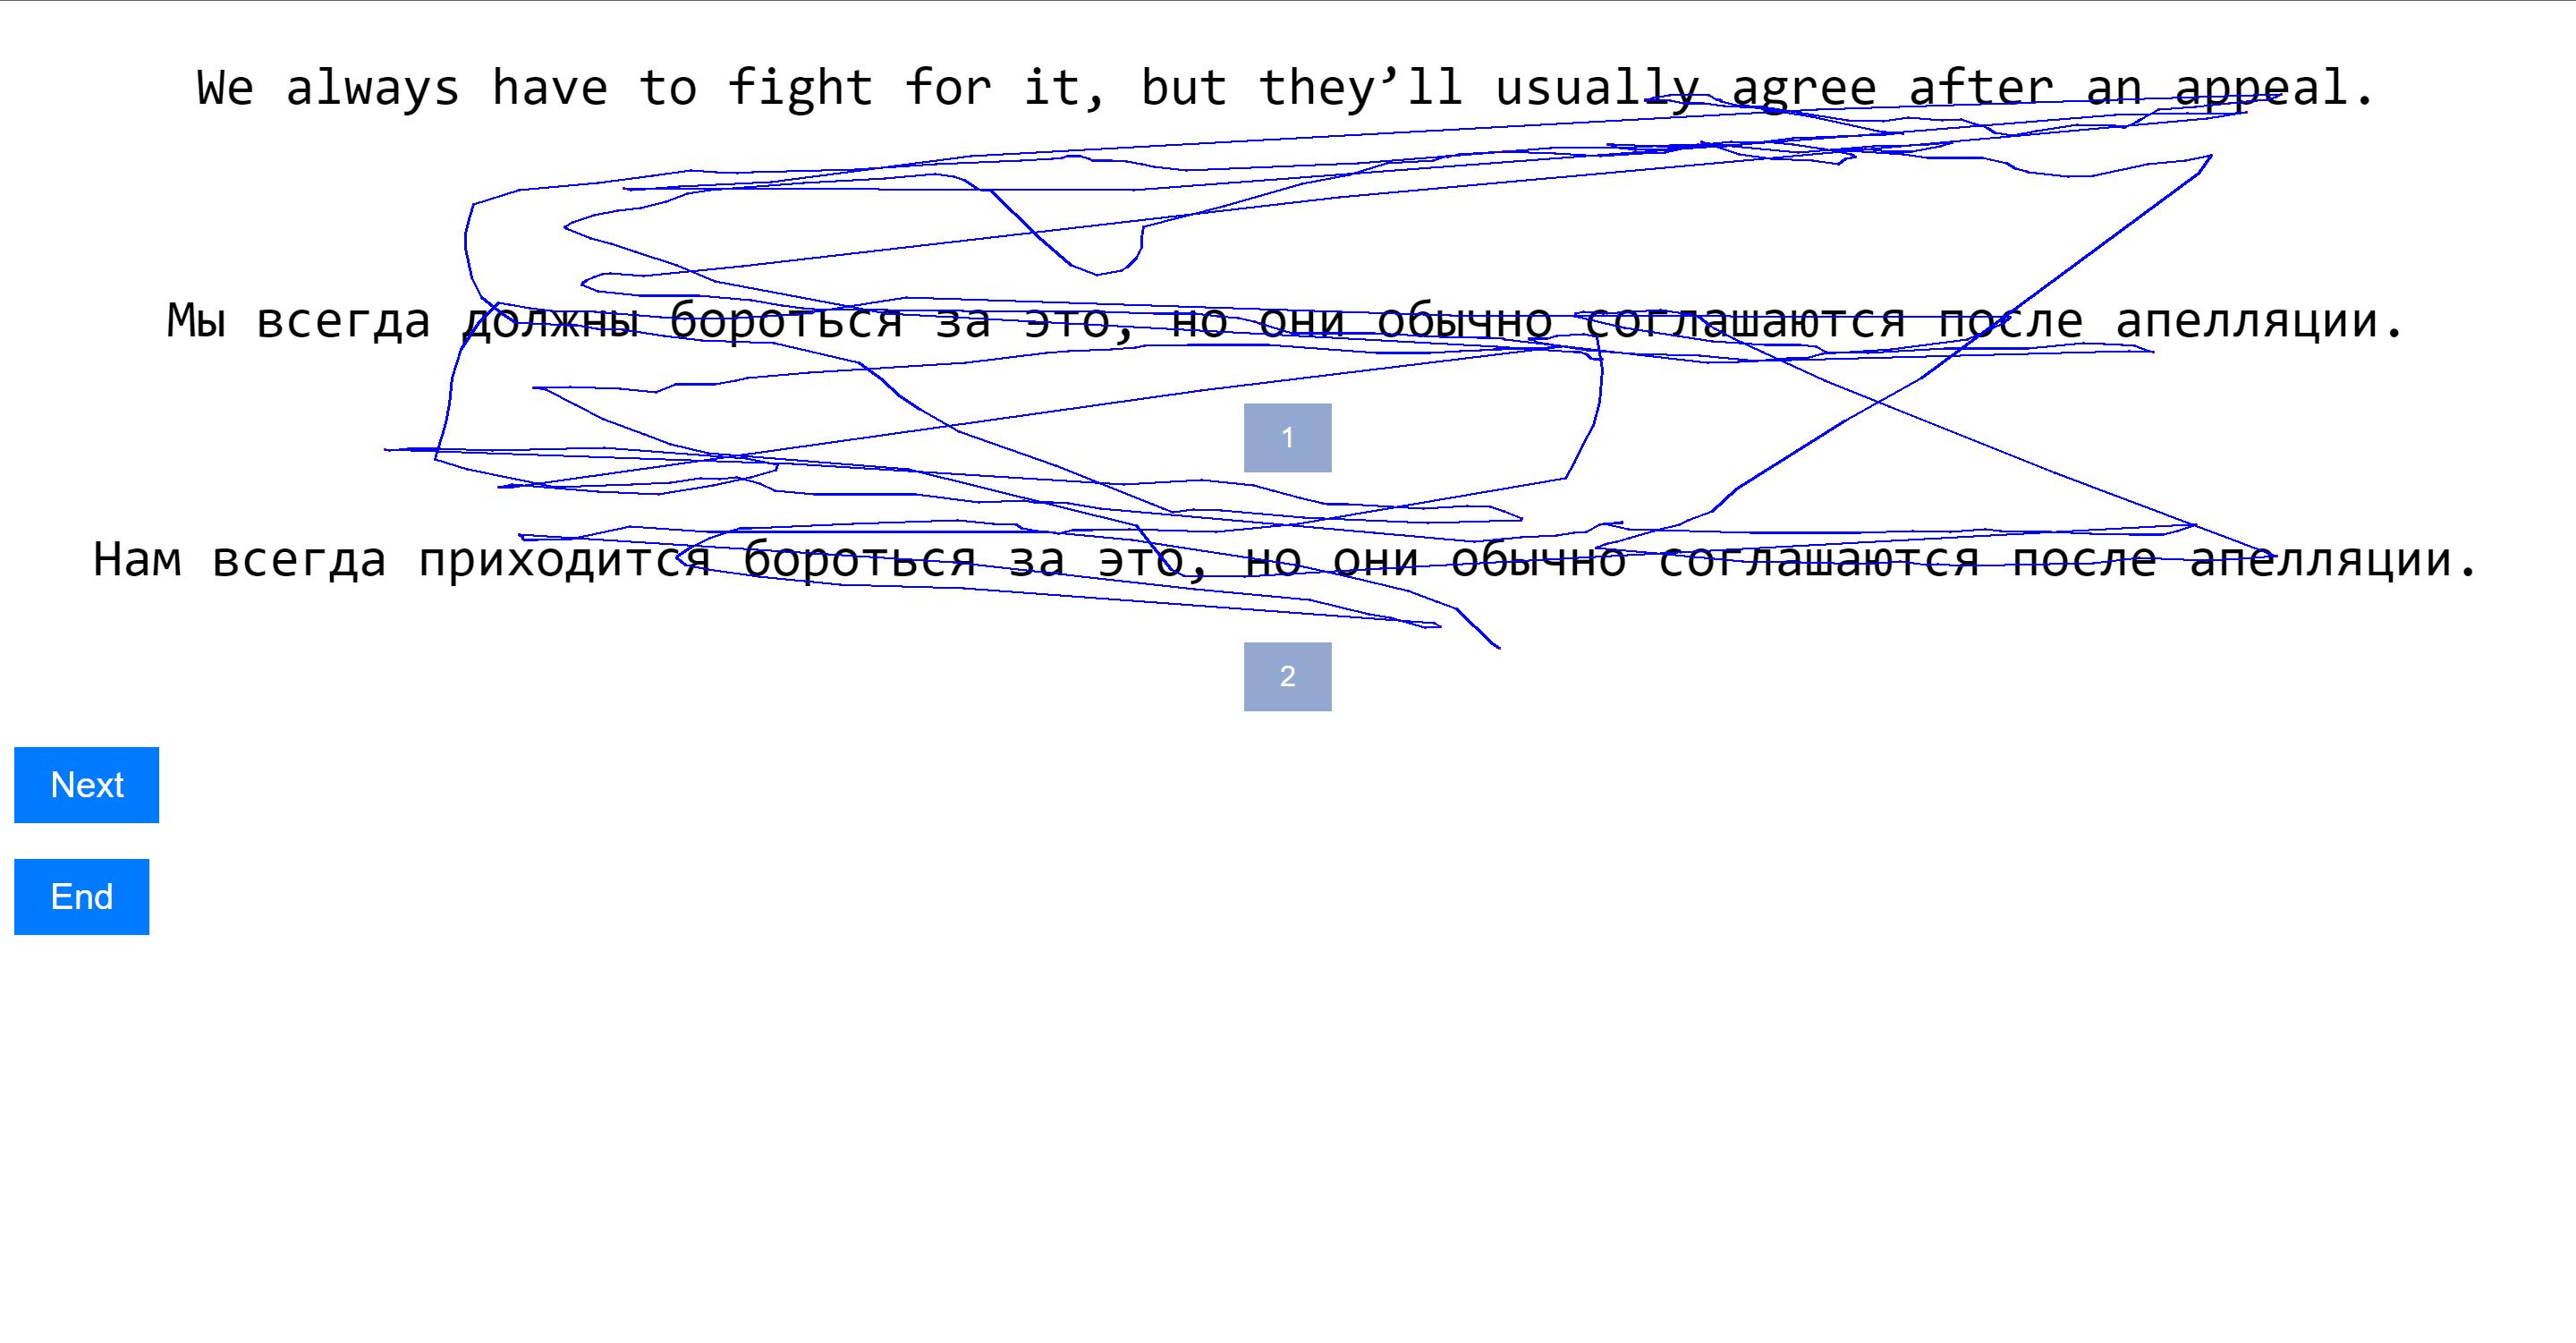 We always have to fight for it, but they’ll usually agree after an appeal.
Мы всегда должны бороться за это, но они обычно соглашаются после апелляции.
1
Нам всегда приходится бороться за это, но они обычно соглашаются после апелляции.
2
Next
End